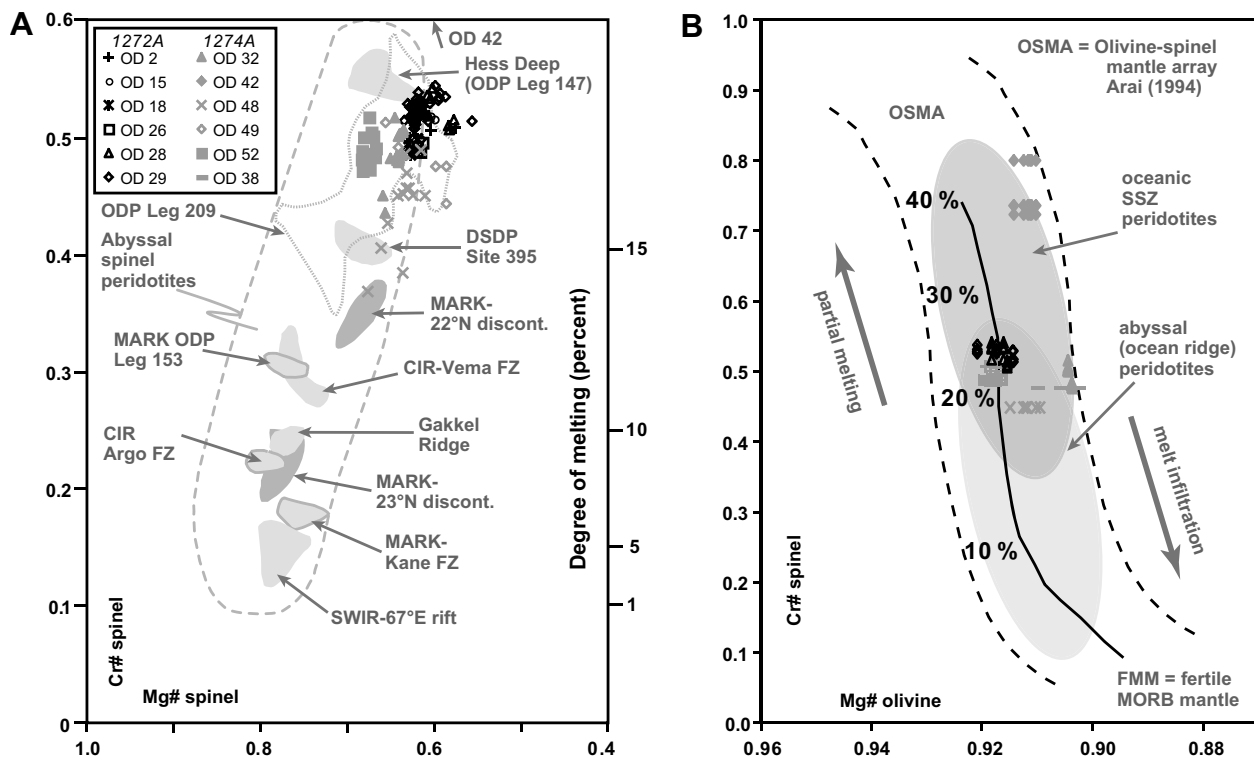 A
0.6
0.5
0.4
0.3
0.2
0.1
0
1.0
0.8
0.6
0.4
1272A 1274A
OD 2 OD 32
OD 15 OD 42
OD 18 OD 48
OD 26 OD 49
OD 28 OD 52
OD 29 OD 38
OD 42
Hess Deep
(ODP Leg 147)
ODP Leg 209
Abyssal
spinel
peridotites
DSDP
Site 395
MARK-
22°N discont.
MARK ODP
Leg 153
CIR-Vema FZ
CIR
Argo FZ
Gakkel
Ridge
MARK-
23°N discont.
MARK-
Kane FZ
SWIR-67°E rift
Cr# spinel
Mg# spinel
15
10
5
1
Degree of melting (percent)
B
1.0
0.9
0.8
0.7
0.6
0.5
0.4
0.3
0.2
0.1
0.0
0.96
0.94
0.92
0.90
0.88
OSMA = Olivine-spinel
mantle array
Arai (1994)
OSMA
oceanic
SSZ
peridotites
40 %
30 %
20 %
10 %
partial melting
abyssal
(ocean ridge)
peridotites
melt infiltration
FMM = fertile
MORB mantle
Cr# spinel
Mg# olivine